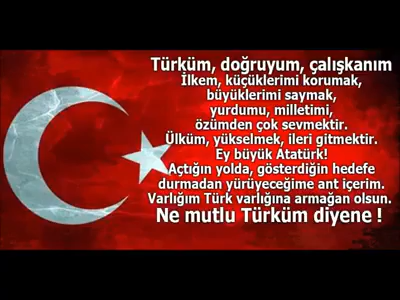 Türküm, doğruyum, çalışkanım
İlkem, küçüklerimi korumak,
büyüklerimi saymak,
yurdumu, milletimi,
özümden çok sevmektir.
Ülküm, yükselmek, ileri gitmektir.
Ey büyük Atatürk!
Açtığın yolda, gösterdiğin hedefe
durmadan yürüyeceğime ant içerim.
Varlığım Türk varlığına armağan olsun.
Ne mutlu Türküm diyene !